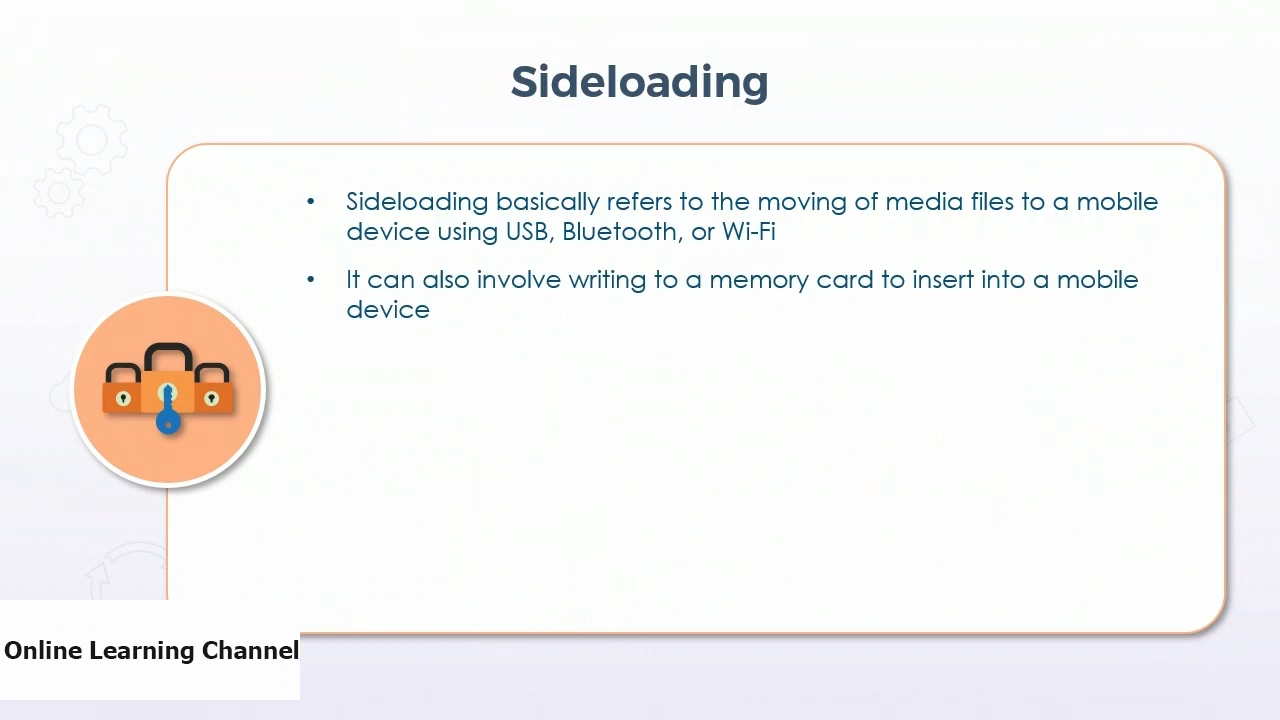 Sideloading
• Sideloading basically refers to the moving of media files to a mobile
device using USB, Bluetooth, or Wi-Fi
• It can also involve writing to a memory card to insert into a mobile
device
Online Learning Channel